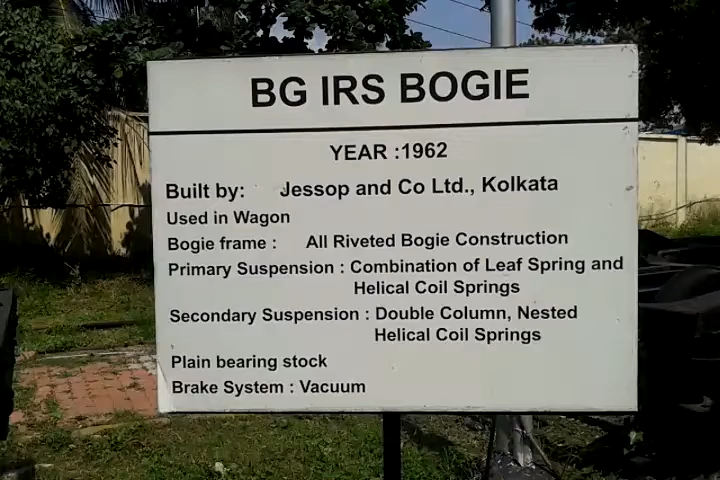 BG IRS BOGIE
YEAR :1962
Built by: Jessop and Co Ltd., Kolkata
Used in Wagon
Bogie frame : All Riveted Bogie Construction
Primary Suspension : Combination of Leaf Spring and
Helical Coil Springs
Secondary Suspension : Double Column, Nested
Helical Coil Springs
Plain bearing stock
Brake System : Vacuum